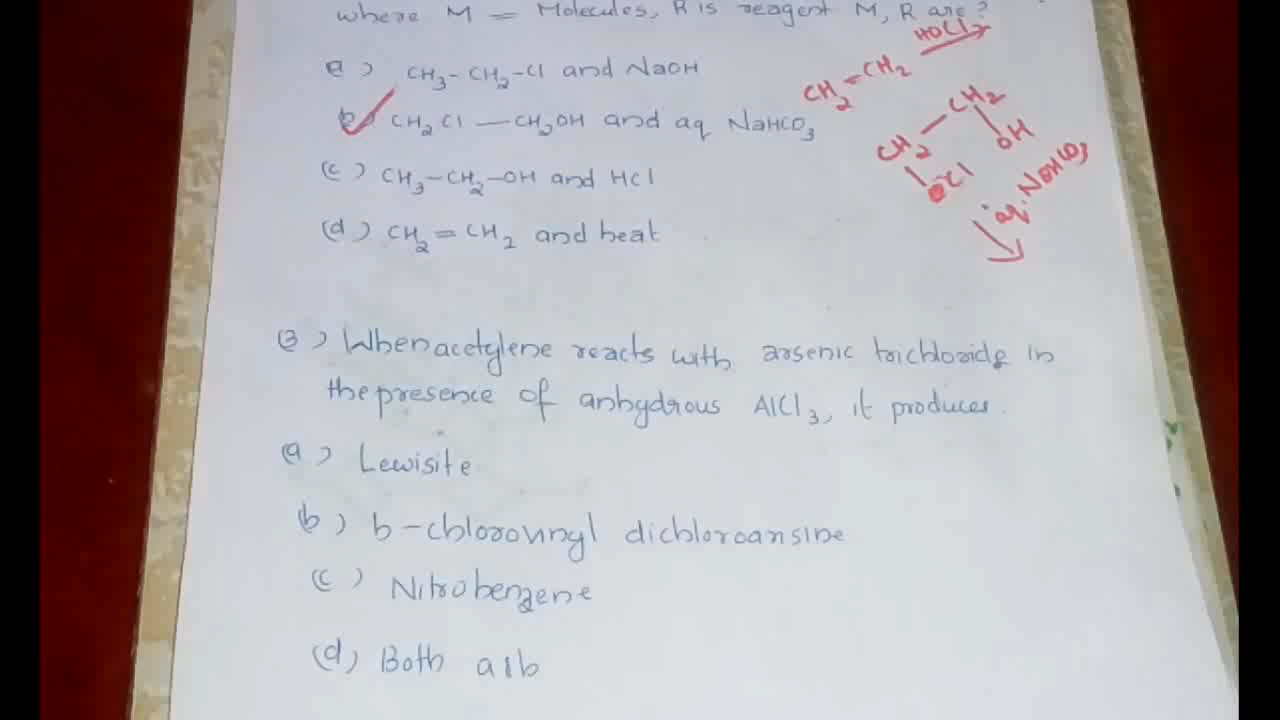 where M = Molecules, R is reagent M, R are?
a) CH3-CH2-Cl and NaOH
b) CH2Cl — CH2OH and aq NaHCO3
(c) CH3-CH2-OH and HCl
(d) CH2=CH2 and heat
CH2=CH2 HOCl
CH2-CH2
Cl OH
aq. NaHCO3
(3) When acetylene reacts with arsenic trichloride in
the presence of anhydrous AlCl3, it produces.
(a) Lewisite
(b) b-chlorovinyl dichloroansine
(c) Nitrobenzene
(d) Both a & b